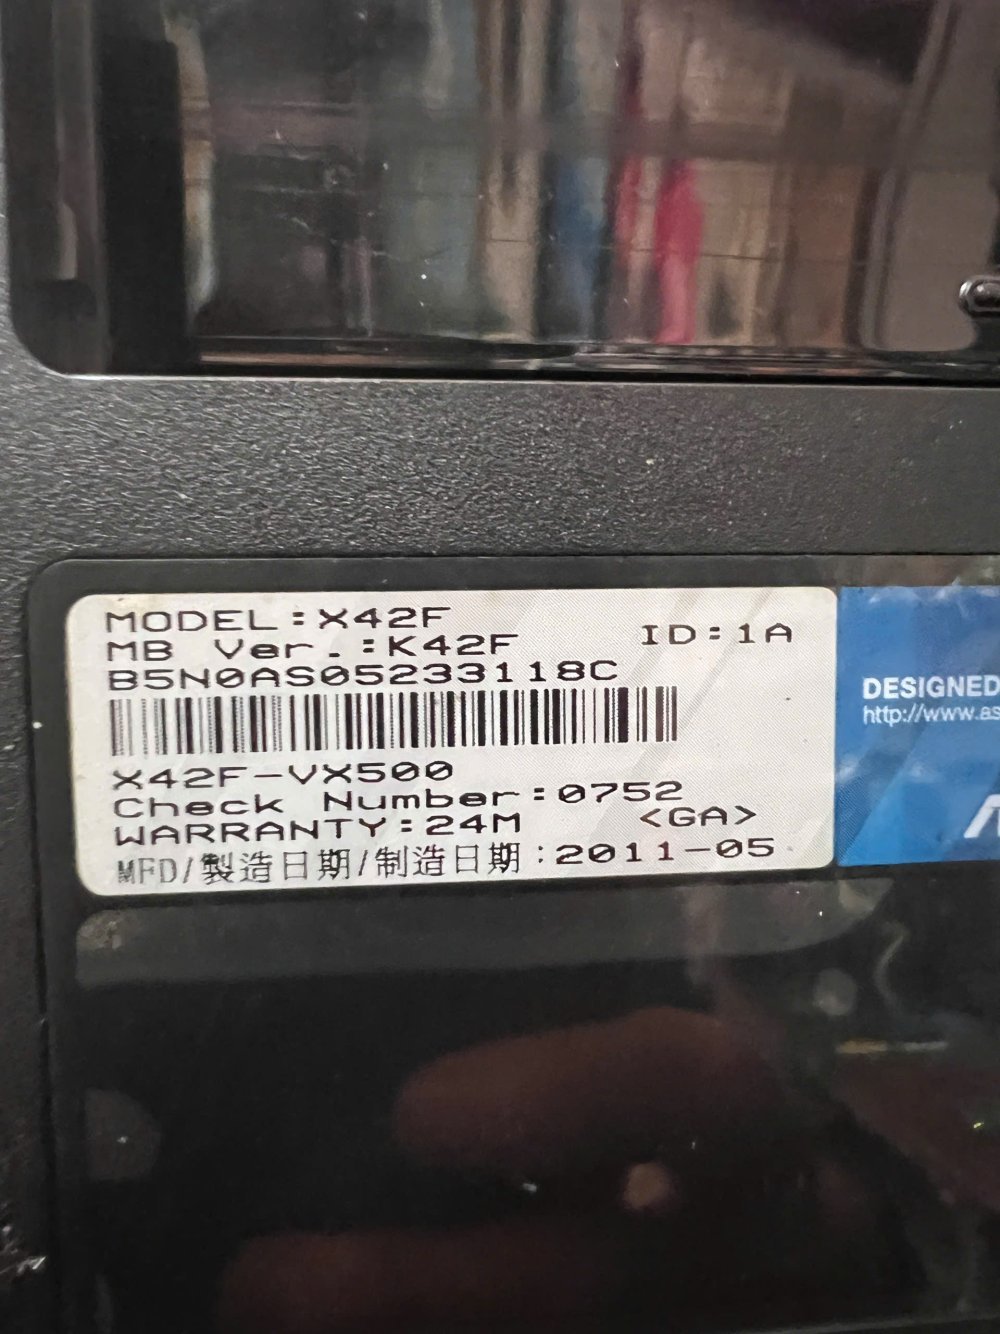 MODEL:X42F
MB Ver.:K42F ID:1A
B5N0AS05233118C
X42F-VX500
Check Number:0752
WARRANTY:24M <GA>
MFD/製造日期/制造日期:2011-05
DESIGNED
http://www.as